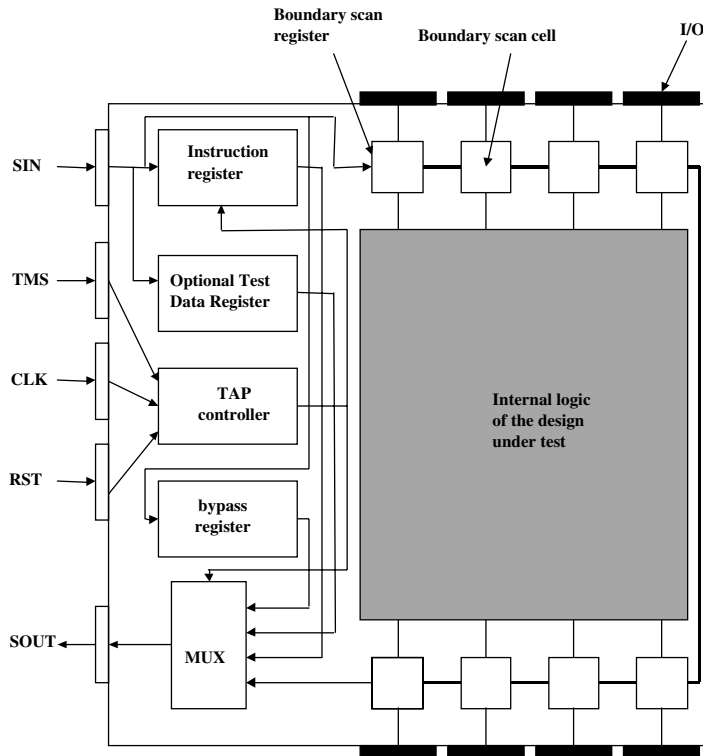 Boundary scan
register
Boundary scan cell
I/O
SIN
Instruction
register
TMS
Optional Test
Data Register
CLK
TAP
controller
Internal logic
of the design
under test
RST
bypass
register
SOUT
MUX